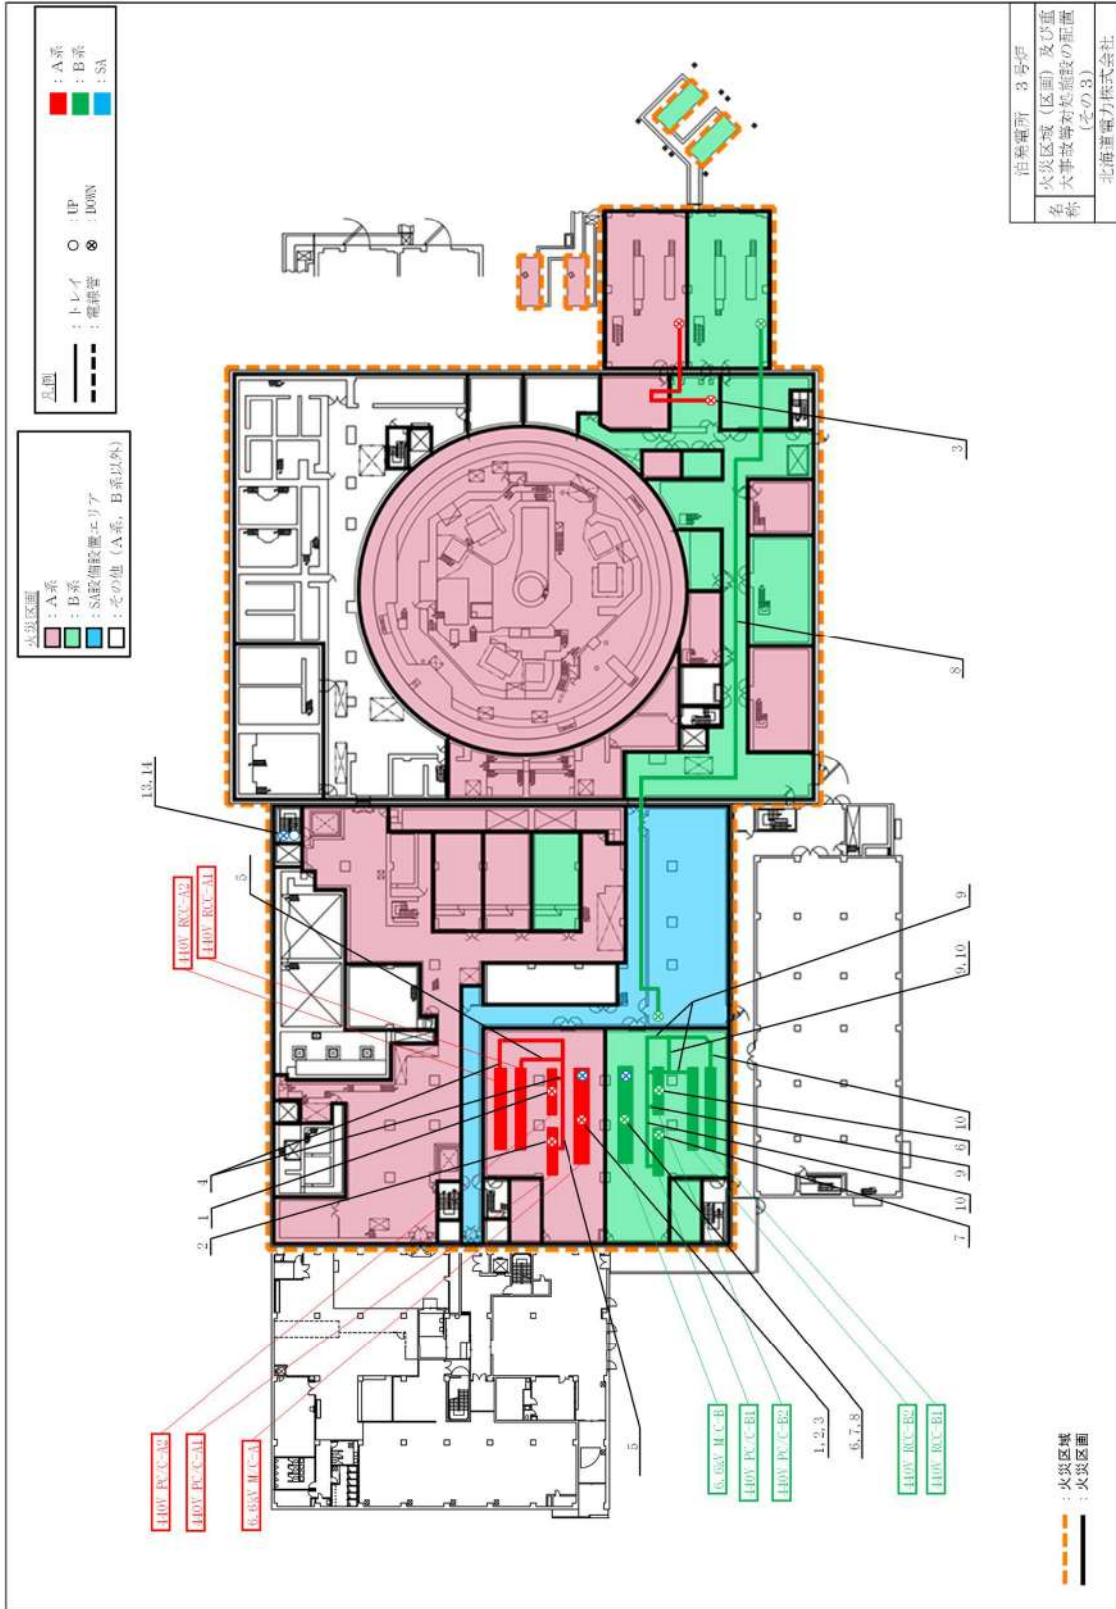 火災区画
：A系
：B系
：SA設備設置エリア
：その他（A系，B系以外）
凡例
：トレイ
：電線管
○：UP
⊗：DOWN
：A系
：B系
：SA
13,14
440V RCC-A2
440V RCC-A1
5
4
1
2
440V PC/C-A2
440V PC/C-A1
6.6kV M/C-A
5
3
8
9
9,10
10
6
9
10
7
1,2,3
6,7,8
6.6kV M/C-B
440V PC/C-B1
440V PC/C-B2
440V RCC-B2
440V RCC-B1
：火災区域
：火災区画
泊発電所　3号炉
名称
火災区域（区画）及び重
大事故等対処施設の配置
（その3）
北海道電力株式会社